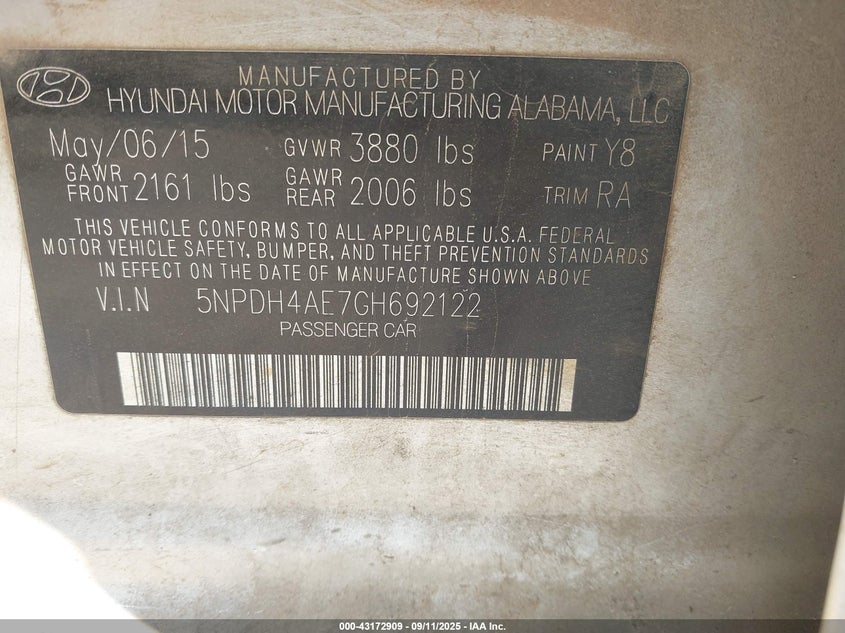 MANUFACTURED BY
HYUNDAI MOTOR MANUFACTURING ALABAMA, LLC
May/06/15 GVWR 3880 lbs PAINT Y8
GAWR FRONT 2161 lbs GAWR REAR 2006 lbs TRIM RA
THIS VEHICLE CONFORMS TO ALL APPLICABLE U.S.A. FEDERAL
MOTOR VEHICLE SAFETY, BUMPER, AND THEFT PREVENTION STANDARDS
IN EFFECT ON THE DATE OF MANUFACTURE SHOWN ABOVE
V.I.N 5NPDH4AE7GH692122
PASSENGER CAR
000-43172909 - 09/11/2025 - IAA Inc.